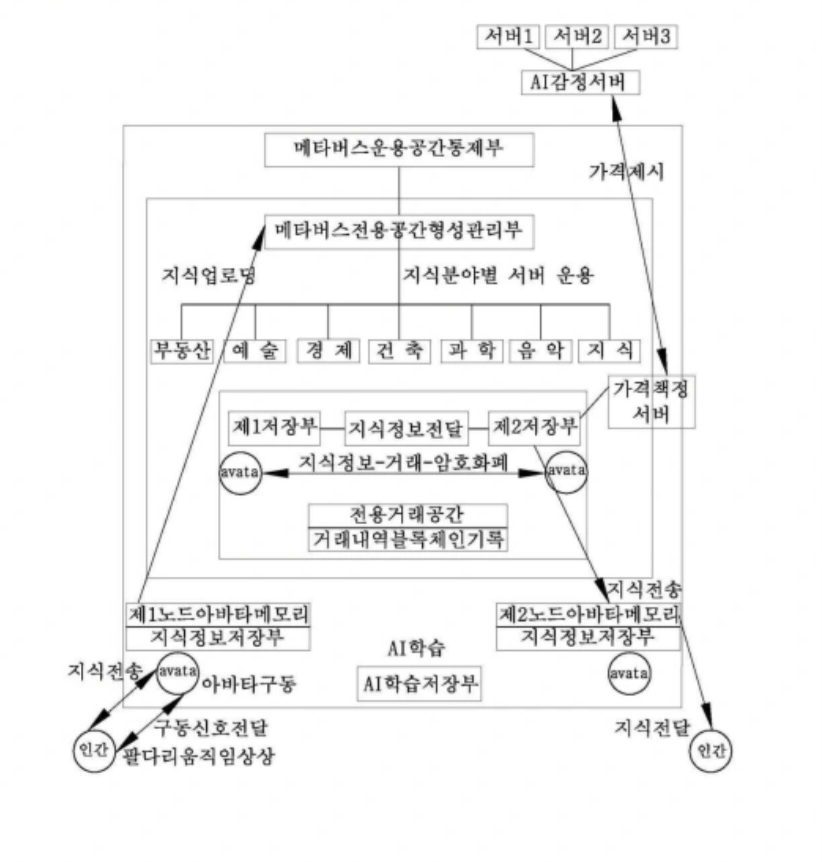 서버1 서버2 서버3
AI감정서버
메타버스운용공간통제부
가격제시
메타버스전용공간형성관리부
지식업로딩
지식분야별 서버 운용
부동산 예술 경제 건축 과학 음악 지식
가격책정
서버
제1저장부 지식정보전달 제2저장부
avata 지식정보-거래-암호화폐 avata
전용거래공간
거래내역블록체인기록
지식전송
제1노드아바타메모리
지식정보저장부
제2노드아바타메모리
지식정보저장부
AI학습
AI학습저장부
지식전송
avata
아바타구동
avata
구동신호전달
팔다리움직임상상
인간
지식전달
인간